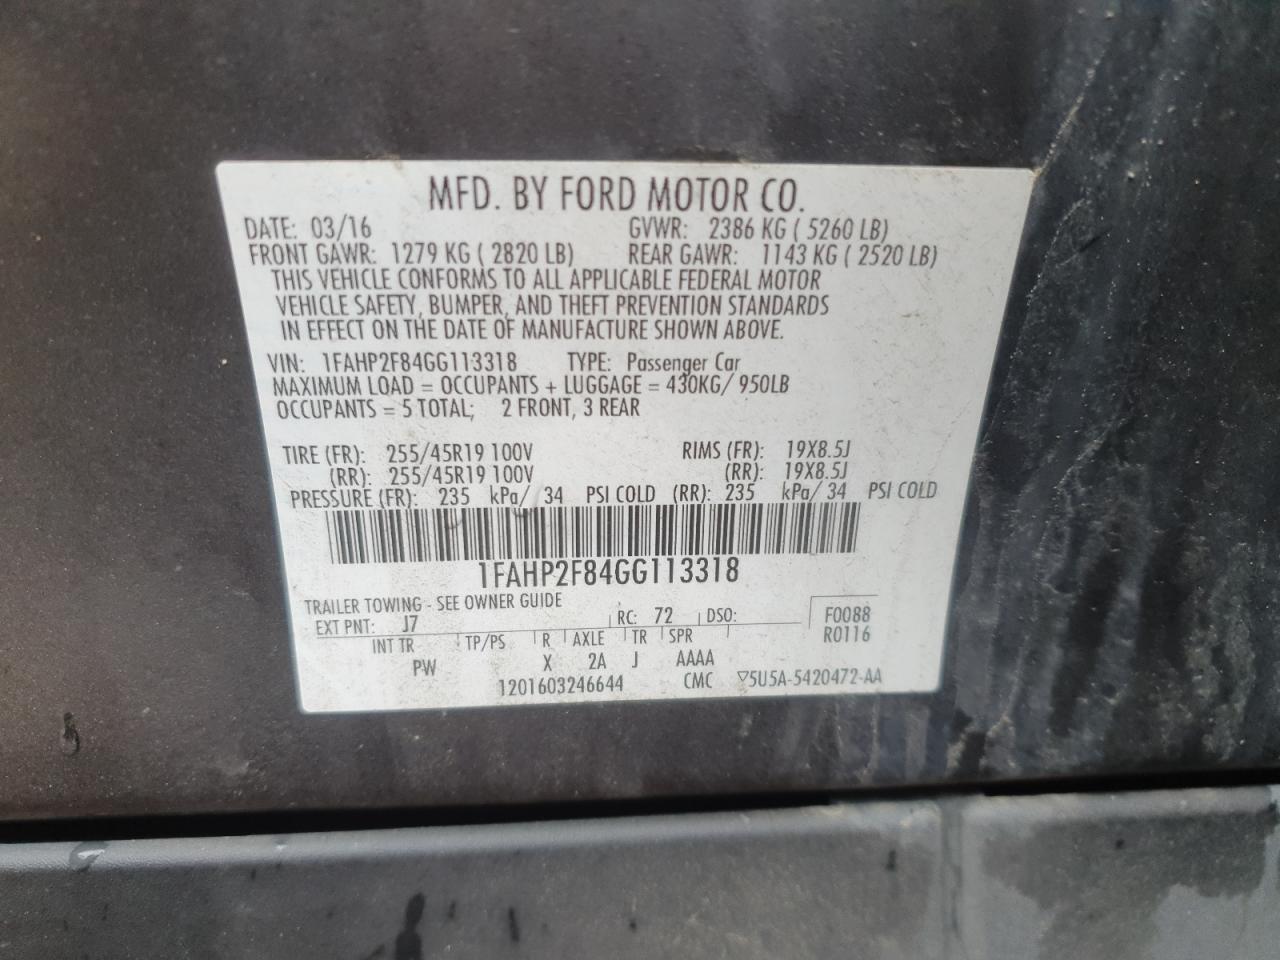 MFD. BY FORD MOTOR CO.
DATE: 03/16 GVWR: 2386 KG ( 5260 LB)
FRONT GAWR: 1279 KG ( 2820 LB) REAR GAWR: 1143 KG ( 2520 LB)
THIS VEHICLE CONFORMS TO ALL APPLICABLE FEDERAL MOTOR
VEHICLE SAFETY, BUMPER, AND THEFT PREVENTION STANDARDS
IN EFFECT ON THE DATE OF MANUFACTURE SHOWN ABOVE.
VIN: 1FAHP2F84GG113318 TYPE: Passenger Car
MAXIMUM LOAD = OCCUPANTS + LUGGAGE = 430KG/ 950LB
OCCUPANTS = 5 TOTAL; 2 FRONT, 3 REAR
TIRE (FR): 255/45R19 100V RIMS (FR): 19X8.5J
(RR): 255/45R19 100V (RR): 19X8.5J
PRESSURE (FR): 235 kPa/ 34 PSI COLD (RR): 235 kPa/ 34 PSI COLD
1FAHP2F84GG113318
TRAILER TOWING - SEE OWNER GUIDE
EXT PNT: J7 RC: 72 DSO: F0088
R0116
INT TR TP/PS R AXLE TR SPR
PW X 2A J AAAA
1201603246644 CMC ▽5U5A-5420472-AA